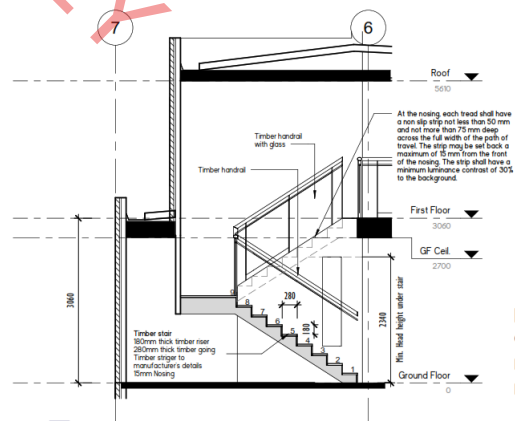 Y
7
6
Roof
5610
At the nosing, each tread shall have
a non slip strip not less than 50 mm
and not more than 75 mm deep
across the full width of the path of
travel. The strip may be set back a
maximum of 15 mm from the front
of the nosing. The strip shall have a
minimum luminance contrast of 30%
to the background.
Timber handrail
with glass
Timber handrail
First Floor
3060
GF Ceil.
2700
3060
9
8
7
6
5
4
3
2
1
280
180
2340
Min. Head height under stair
Timber stair
180mm thick timber riser
280mm thick timber going
Timber striger to
manufacturer's details
15mm Nosing
Ground Floor
0